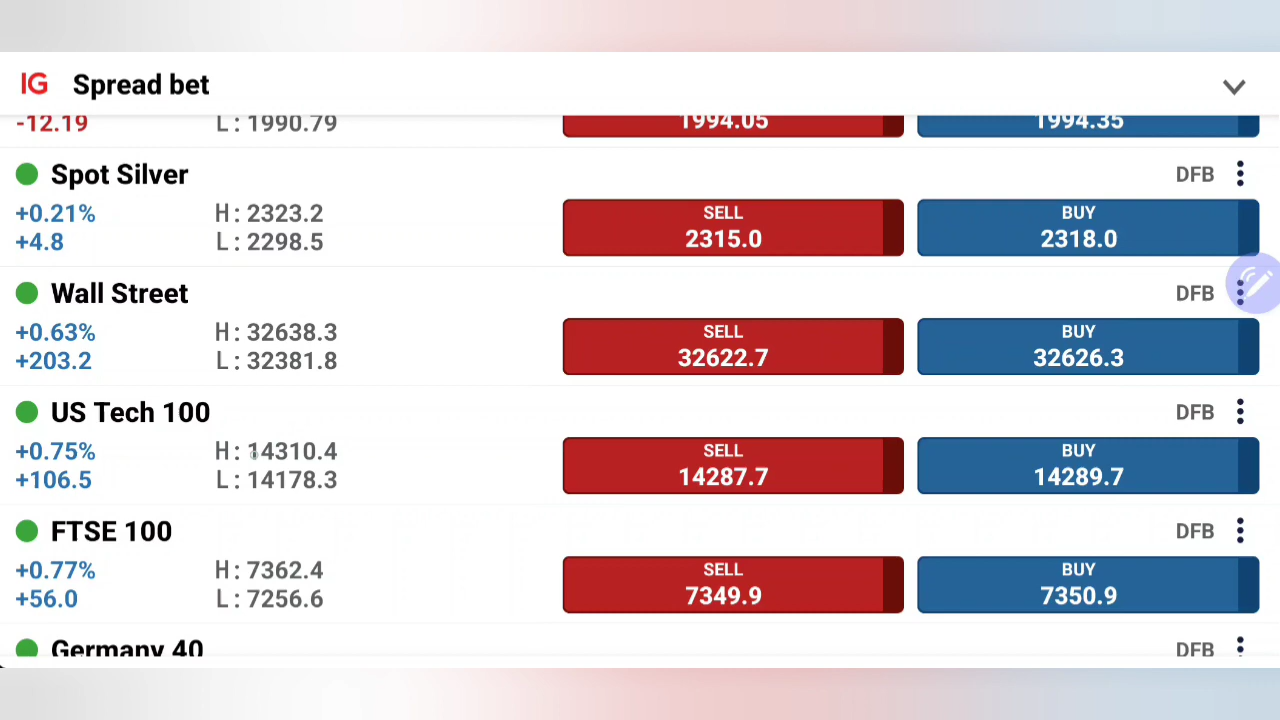 IG Spread bet
-12.19 L: 1990.79 1994.05 1994.35
Spot Silver DFB
+0.21% H: 2323.2 SELL BUY
+4.8 L: 2298.5 2315.0 2318.0
Wall Street DFB
+0.63% H: 32638.3 SELL BUY
+203.2 L: 32381.8 32622.7 32626.3
US Tech 100 DFB
+0.75% H: 14310.4 SELL BUY
+106.5 L: 14178.3 14287.7 14289.7
FTSE 100 DFB
+0.77% H: 7362.4 SELL BUY
+56.0 L: 7256.6 7349.9 7350.9
Germany 40 DFB